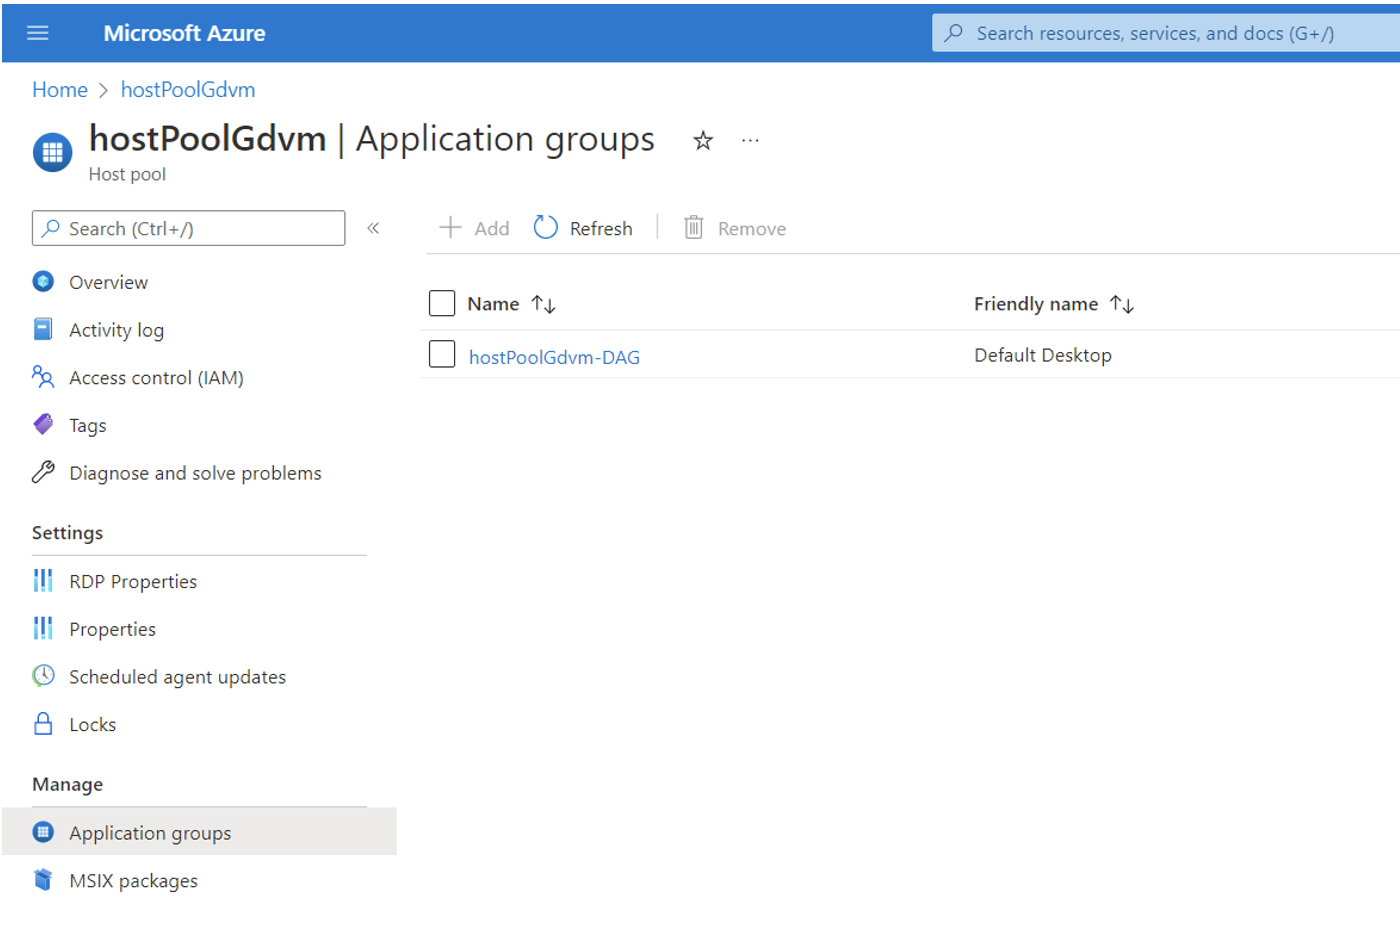 Microsoft Azure
Search resources, services, and docs (G+/)
Home > hostPoolGdvm
hostPoolGdvm | Application groups
Host pool
Search (Ctrl+/)
Overview
Activity log
Access control (IAM)
Tags
Diagnose and solve problems
Settings
RDP Properties
Properties
Scheduled agent updates
Locks
Manage
Application groups
MSIX packages
Add Refresh Remove
Name Friendly name
hostPoolGdvm-DAG Default Desktop